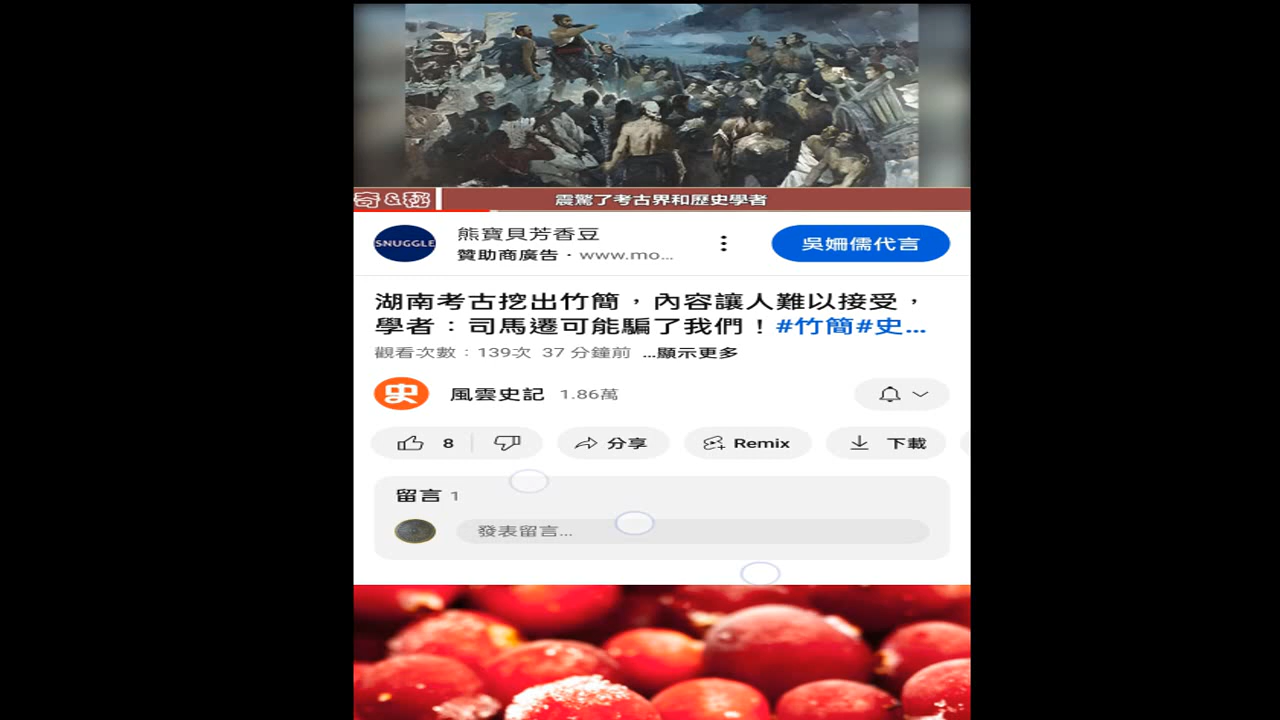 奇&秘
震驚了考古界和歷史學者
SNUGGLE
熊寶貝芳香豆
贊助商廣告・www.mo...
吳姍儒代言
湖南考古挖出竹簡，內容讓人難以接受，
學者：司馬遷可能騙了我們！#竹簡#史...
觀看次數：139次 37 分鐘前 ...顯示更多
史
風雲史記 1.86萬
8
分享
Remix
下載
留言 1
發表留言...